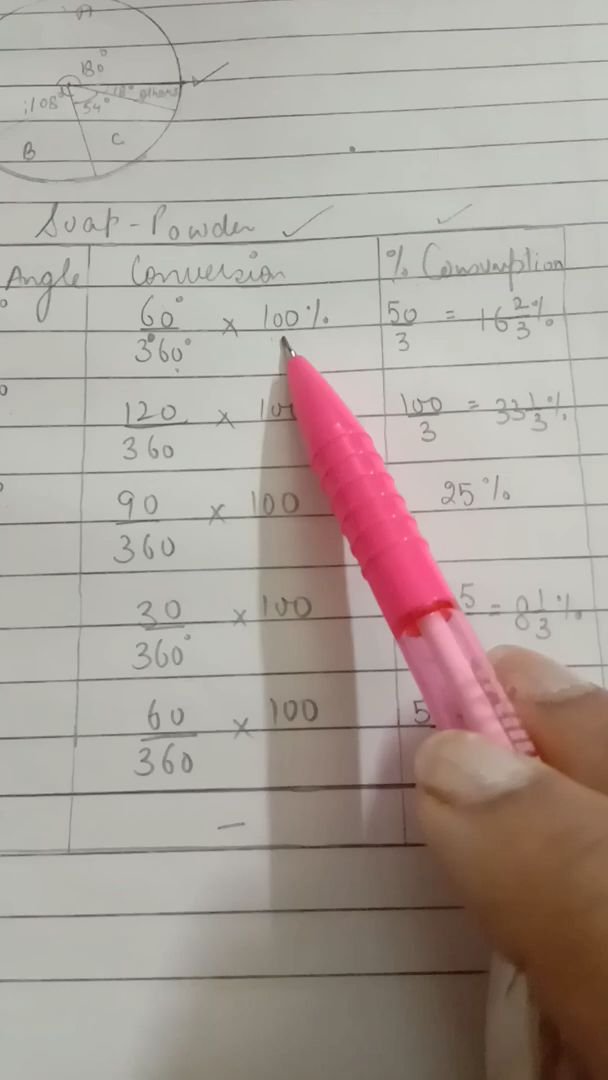 A
180°
108° 54° 18° others
B C
Soap-Powder ✓ ✓
Angle Conversion % Consumption
60°/360° × 100% 50/3 = 16 2/3%
120/360 × 100/3 = 33 1/3%
90/360 × 100 25%
30/360° × 100 5 = 8 1/3%
60/360 × 100 5
—